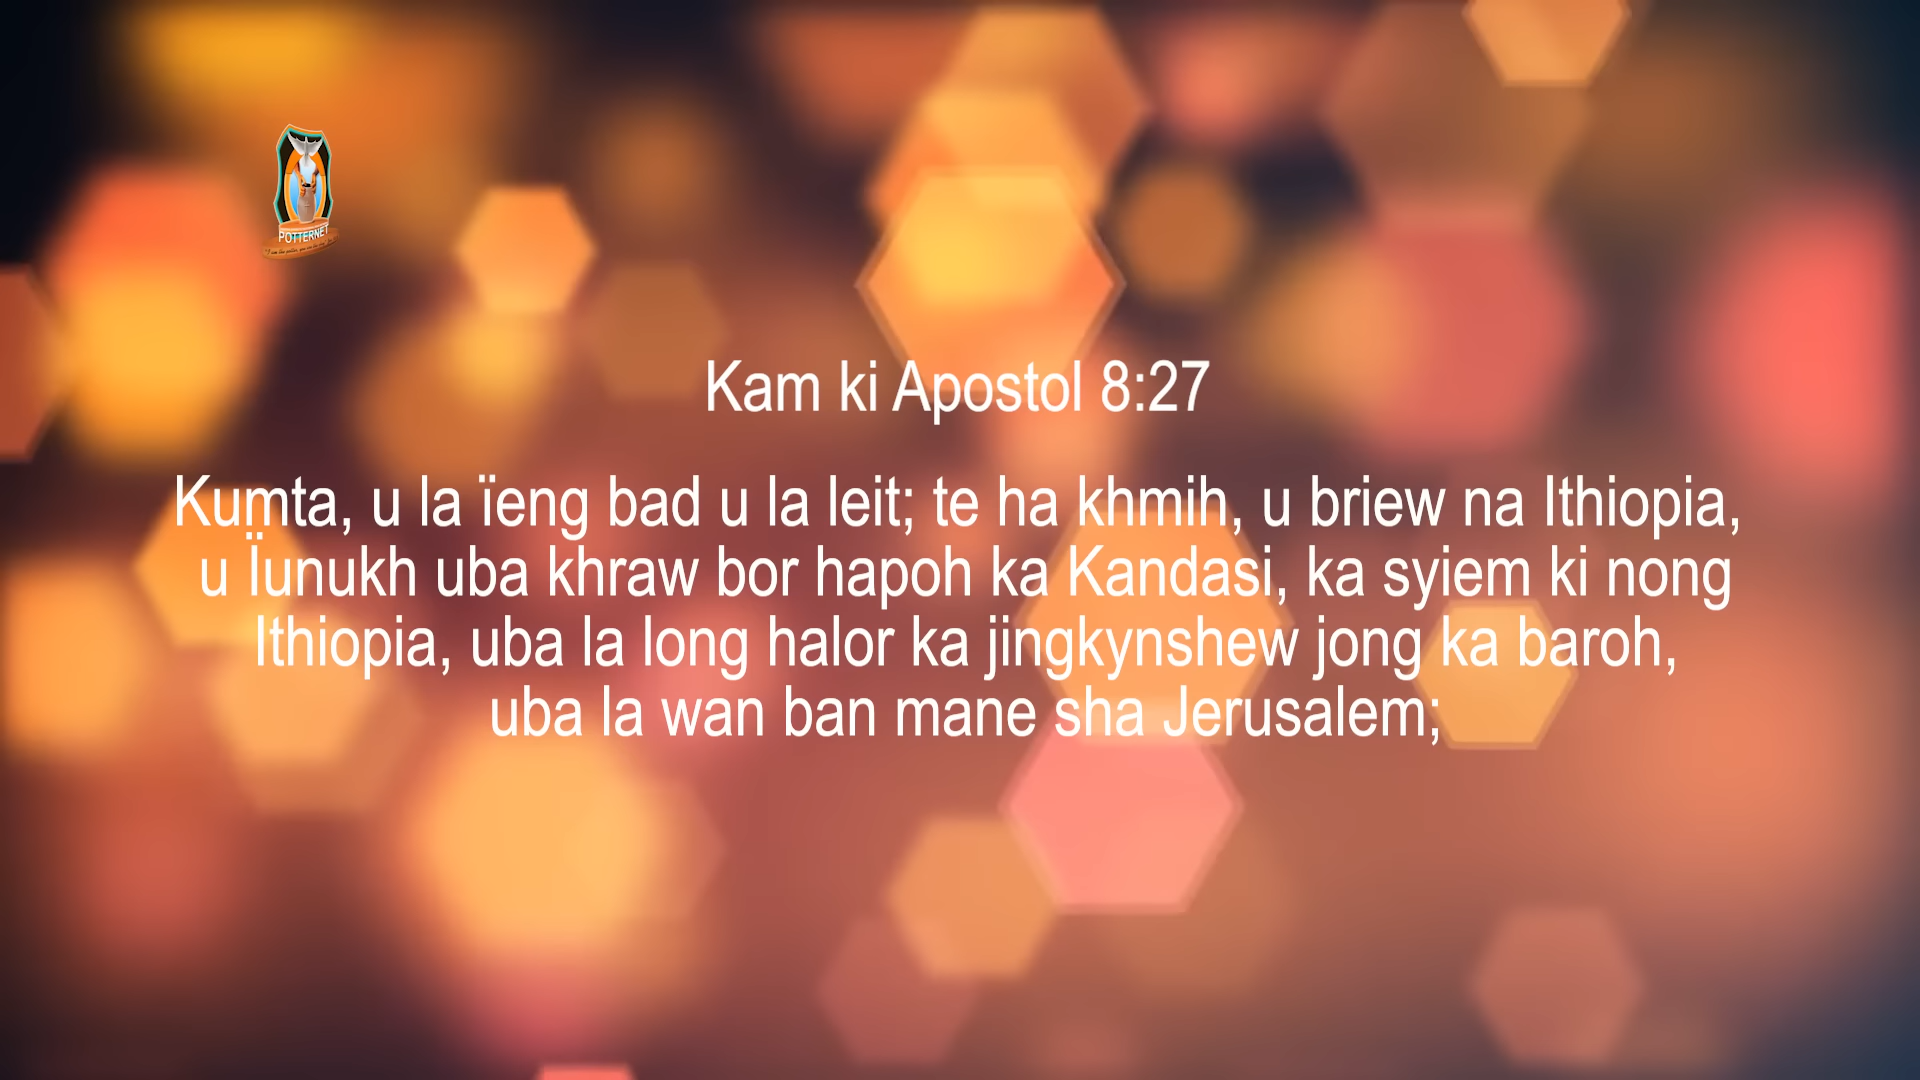 POTTERNET
Kam ki Apostol 8:27
Kumta, u la ïeng bad u la leit; te ha khmih, u briew na Ithiopia,
u Ïunukh uba khraw bor hapoh ka Kandasi, ka syiem ki nong
Ithiopia, uba la long halor ka jingkynshew jong ka baroh,
uba la wan ban mane sha Jerusalem;